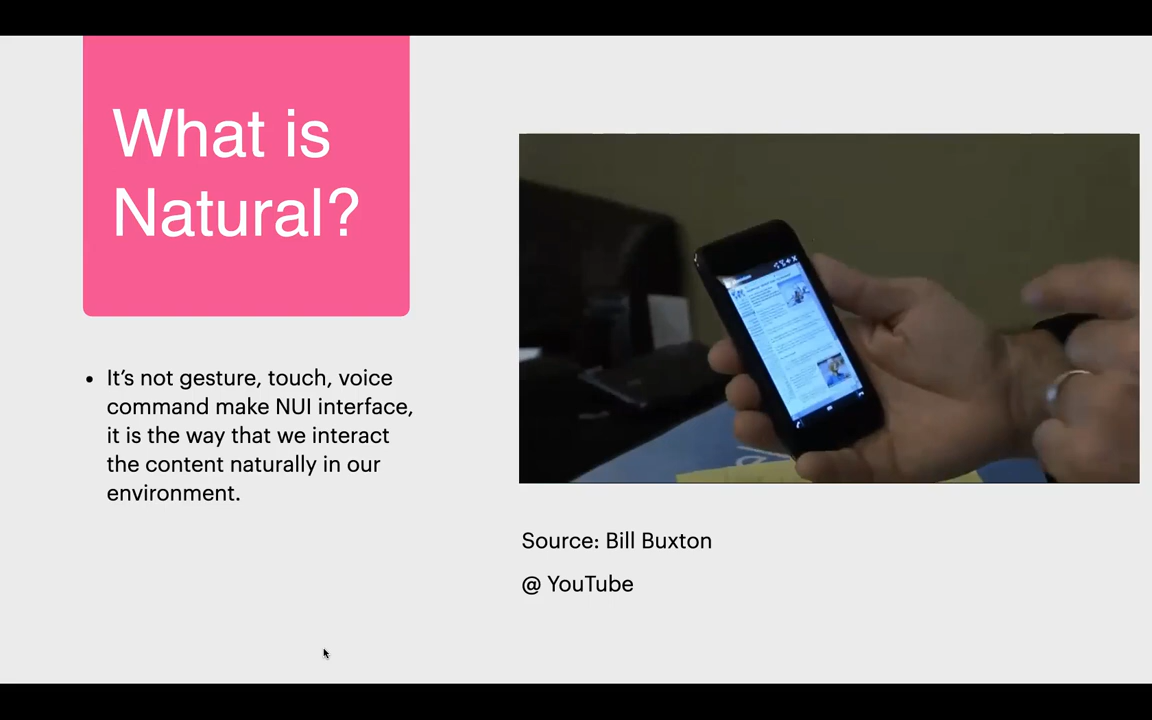 What is
Natural?
• It’s not gesture, touch, voice
command make NUI interface,
it is the way that we interact
the content naturally in our
environment.
Source: Bill Buxton
@ YouTube